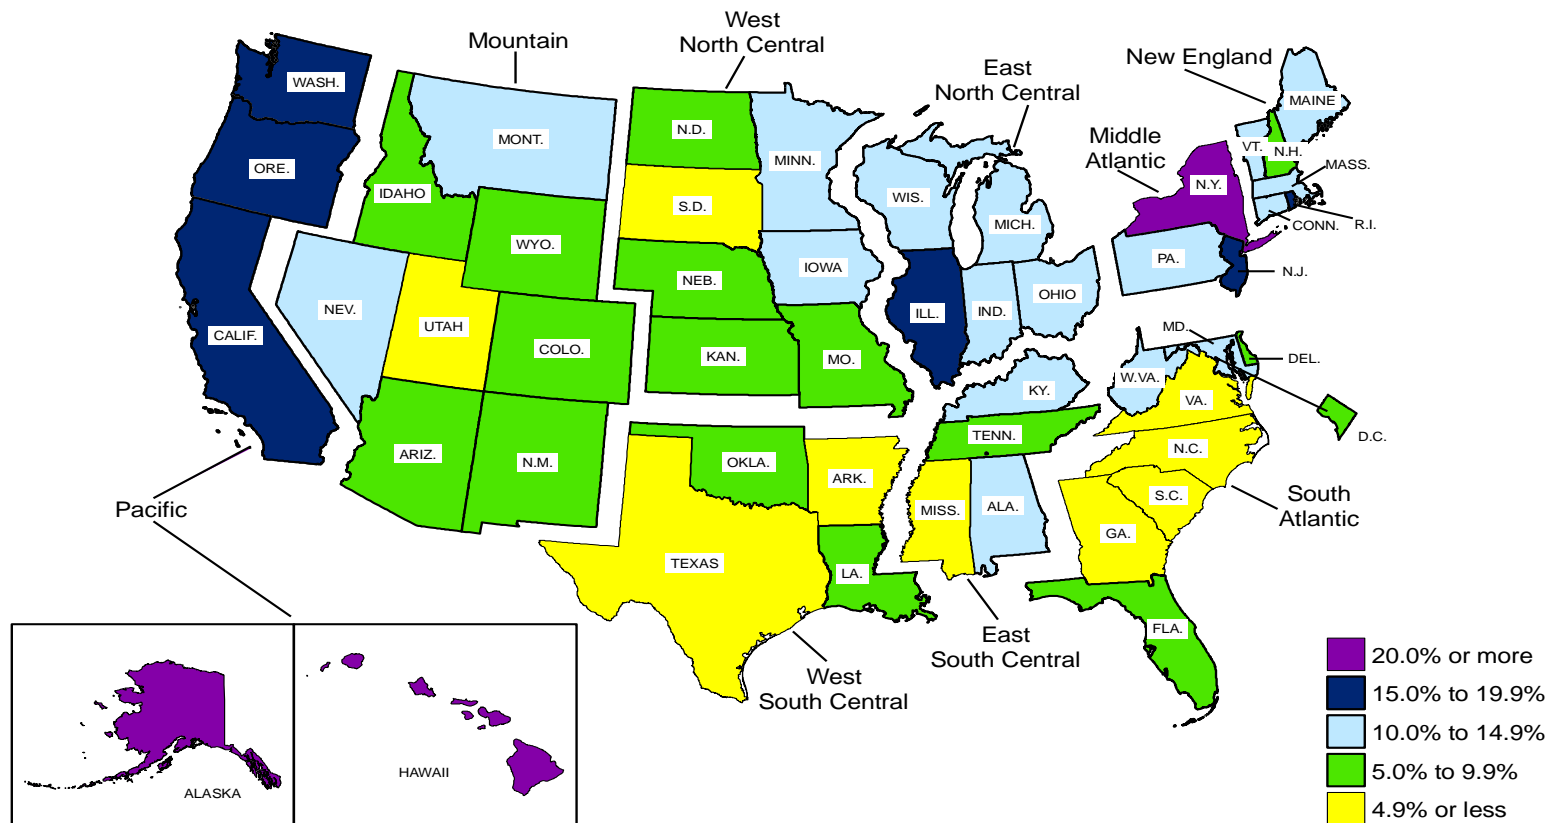 West
North Central
Mountain
New England
East
North Central
Middle
Atlantic
WASH.
MONT.
N.D.
MINN.
MAINE
VT.
N.H.
MASS.
ORE.
IDAHO
S.D.
WIS.
MICH.
N.Y.
CONN.
R.I.
WYO.
NEB.
IOWA
PA.
N.J.
NEV.
UTAH
COLO.
KAN.
MO.
ILL.
IND.
OHIO
CALIF.
MD.
DEL.
W.VA.
KY.
VA.
D.C.
ARIZ.
N.M.
OKLA.
ARK.
TENN.
N.C.
S.C.
MISS.
ALA.
GA.
South
Atlantic
Pacific
TEXAS
LA.
FLA.
East
South Central
West
South Central
ALASKA
HAWAII
20.0% or more
15.0% to 19.9%
10.0% to 14.9%
5.0% to 9.9%
4.9% or less